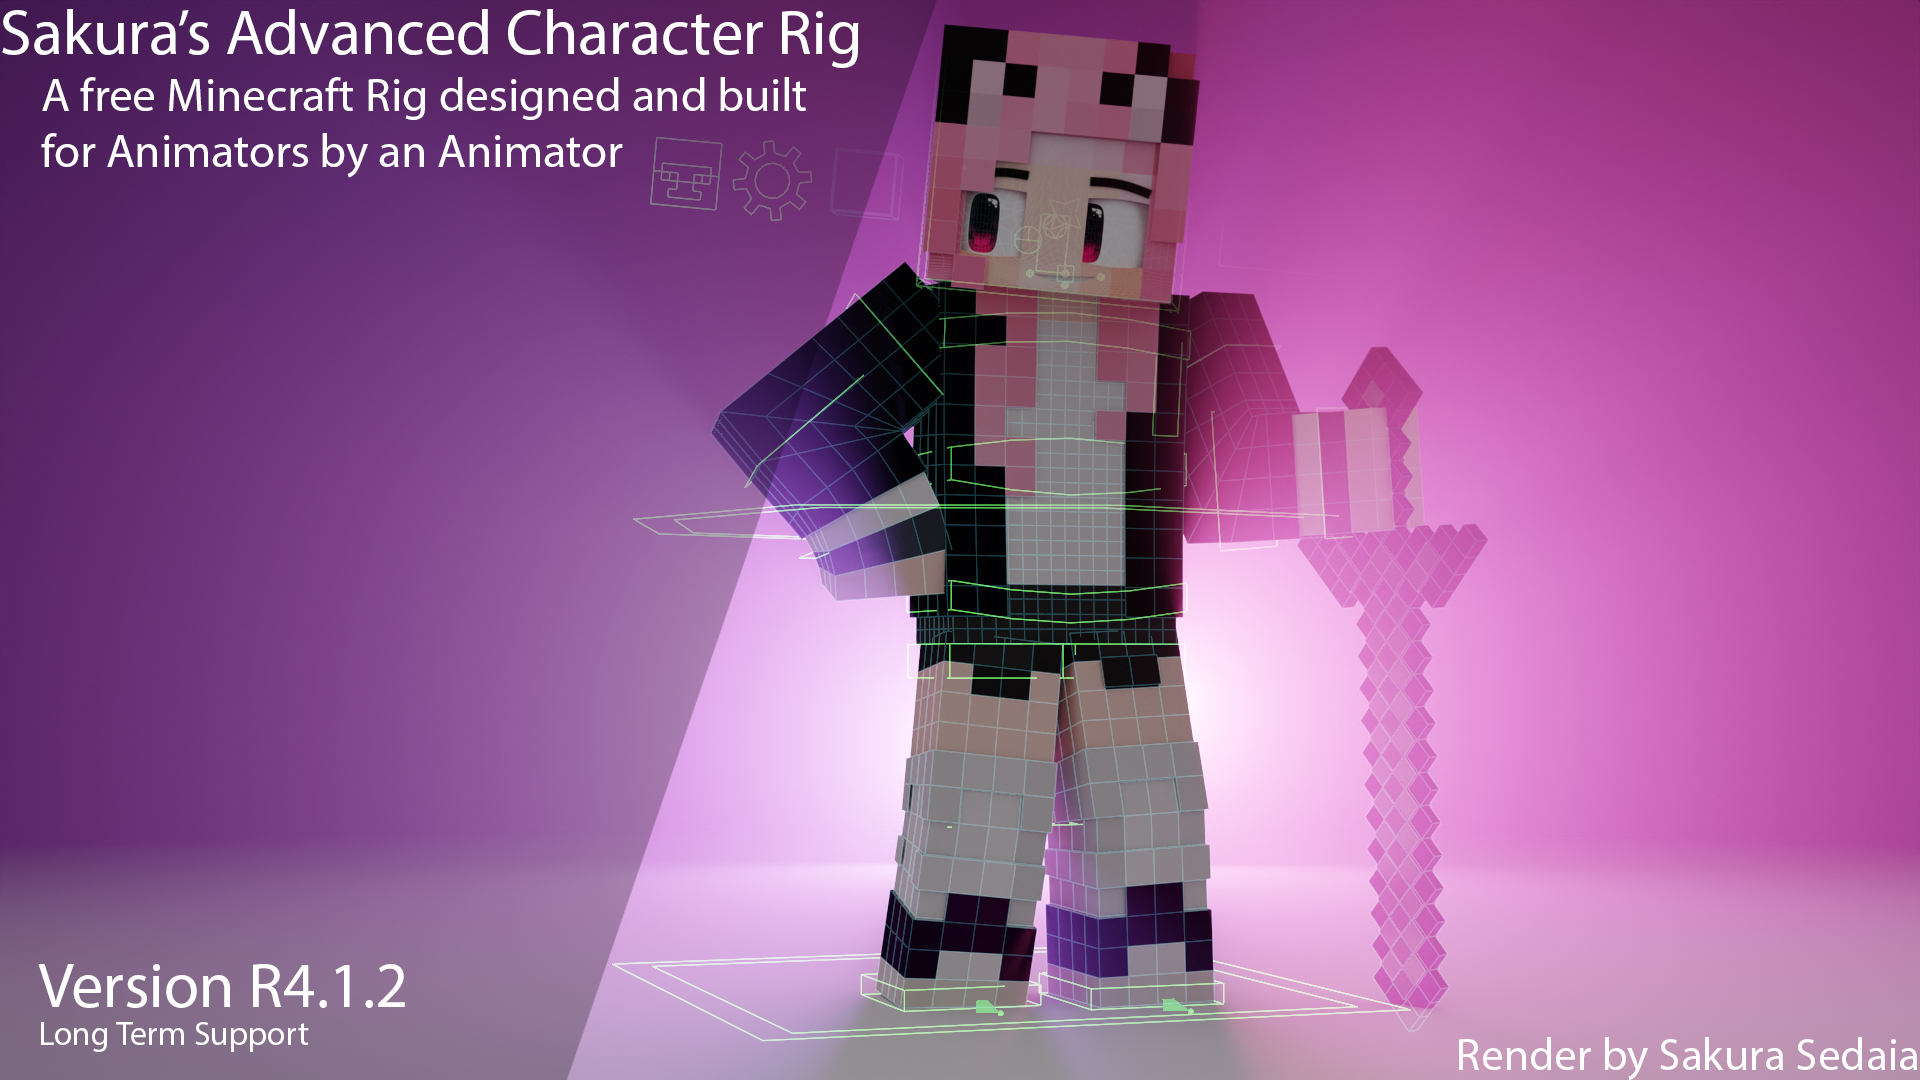 Sakura’s Advanced Character Rig
A free Minecraft Rig designed and built
for Animators by an Animator
Version R4.1.2
Long Term Support
Render by Sakura Sedaia